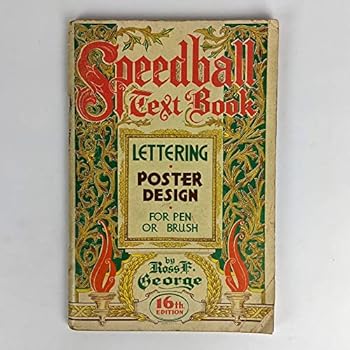 Speedball
Text Book
LETTERING
POSTER
DESIGN
FOR PEN
OR BRUSH
by
Ross F.
George
16th
EDITION